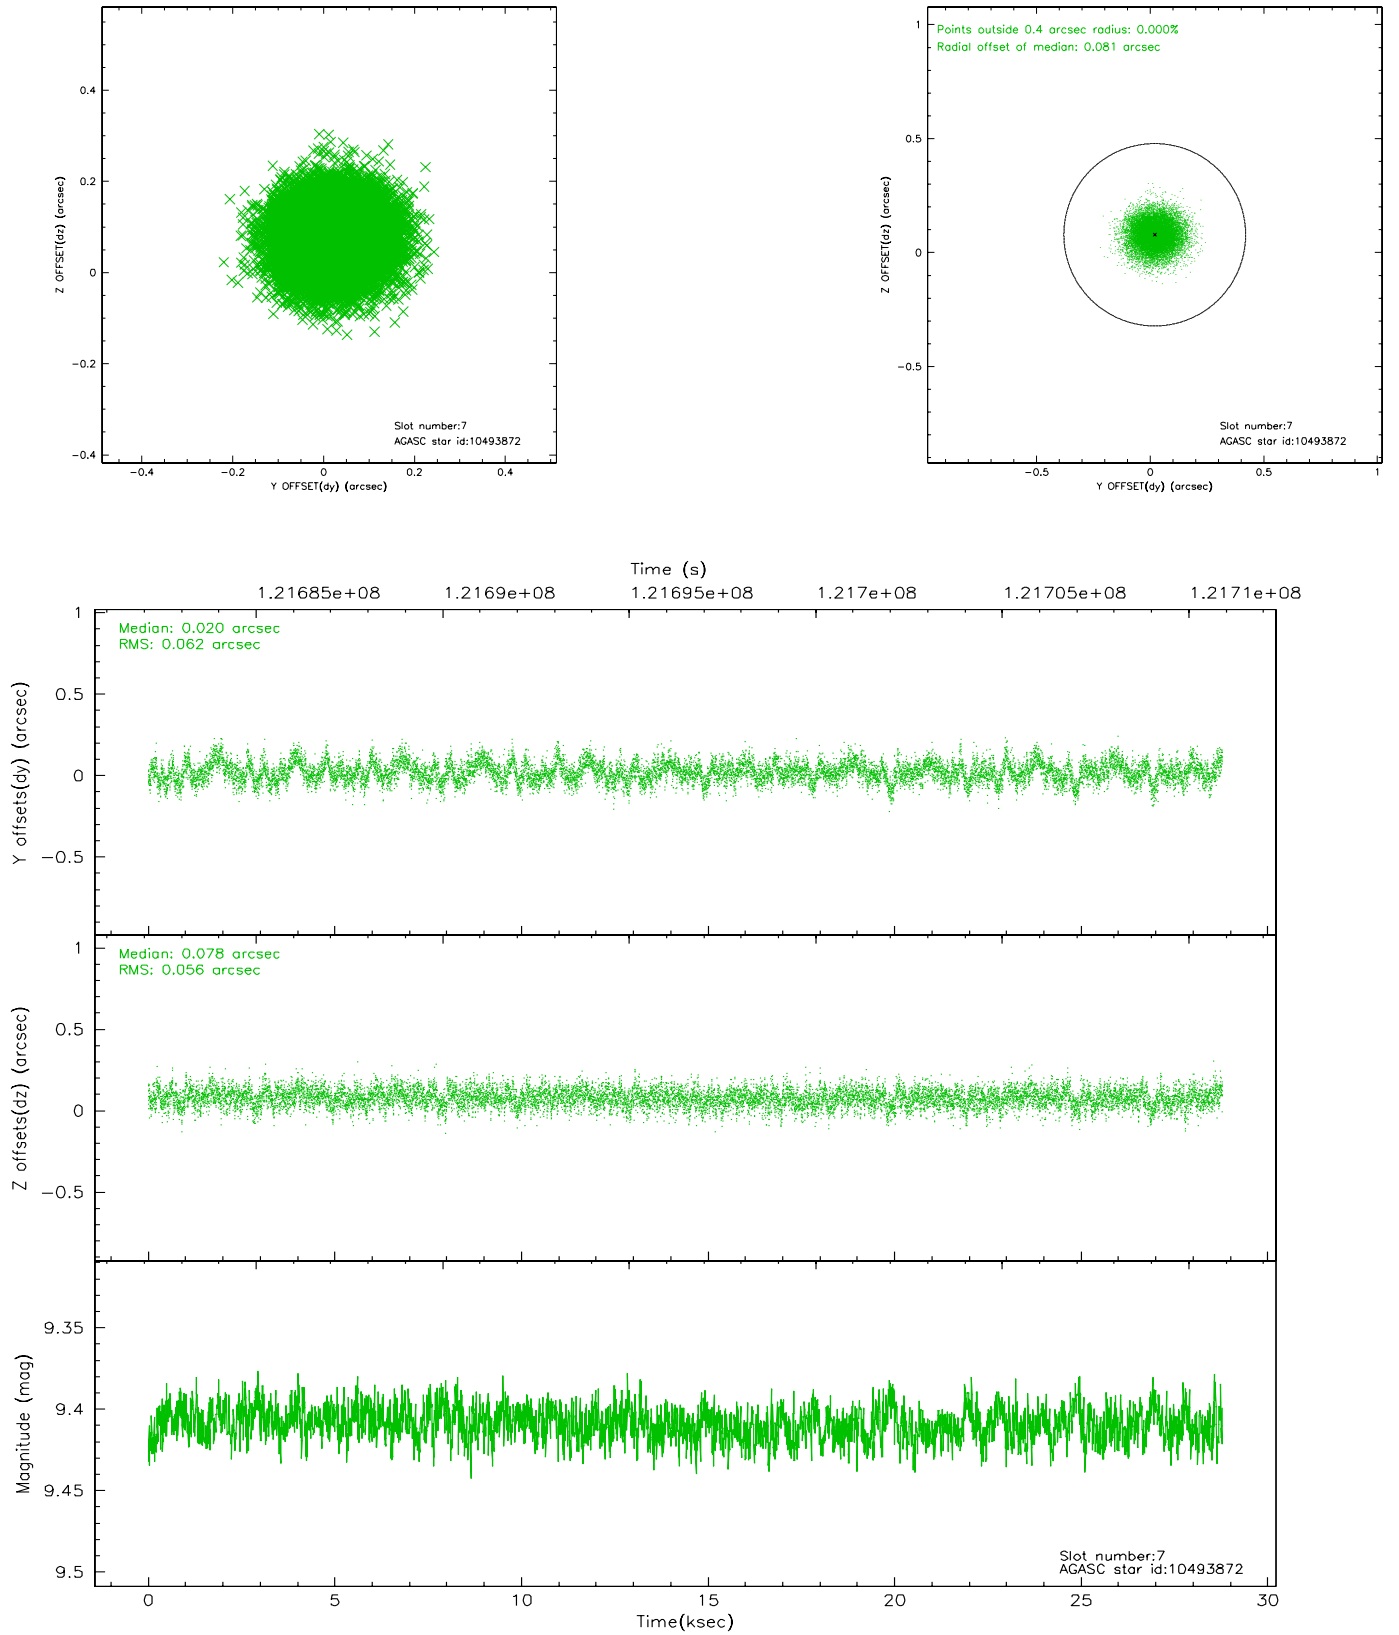 0.4
0.2
0
−0.2
−0.4
Z OFFSET(dz) (arcsec)
−0.4 −0.2 0 0.2 0.4
Y OFFSET(dy) (arcsec)
Slot number:7
AGASC star id:10493872
Points outside 0.4 arcsec radius: 0.000%
Radial offset of median: 0.081 arcsec
1
0.5
0
−0.5
Z OFFSET(dz) (arcsec)
−0.5 0 0.5 1
Y OFFSET(dy) (arcsec)
Slot number:7
AGASC star id:10493872
Time (s)
1.21685e+08 1.2169e+08 1.21695e+08 1.217e+08 1.21705e+08 1.2171e+08
Median: 0.020 arcsec
RMS: 0.062 arcsec
1
0.5
0
−0.5
Y offsets(dy) (arcsec)
Median: 0.078 arcsec
RMS: 0.056 arcsec
1
0.5
0
−0.5
Z offsets(dz) (arcsec)
9.35
9.4
9.45
9.5
Magnitude (mag)
Slot number:7
AGASC star id:10493872
0 5 10 15 20 25 30
Time(ksec)